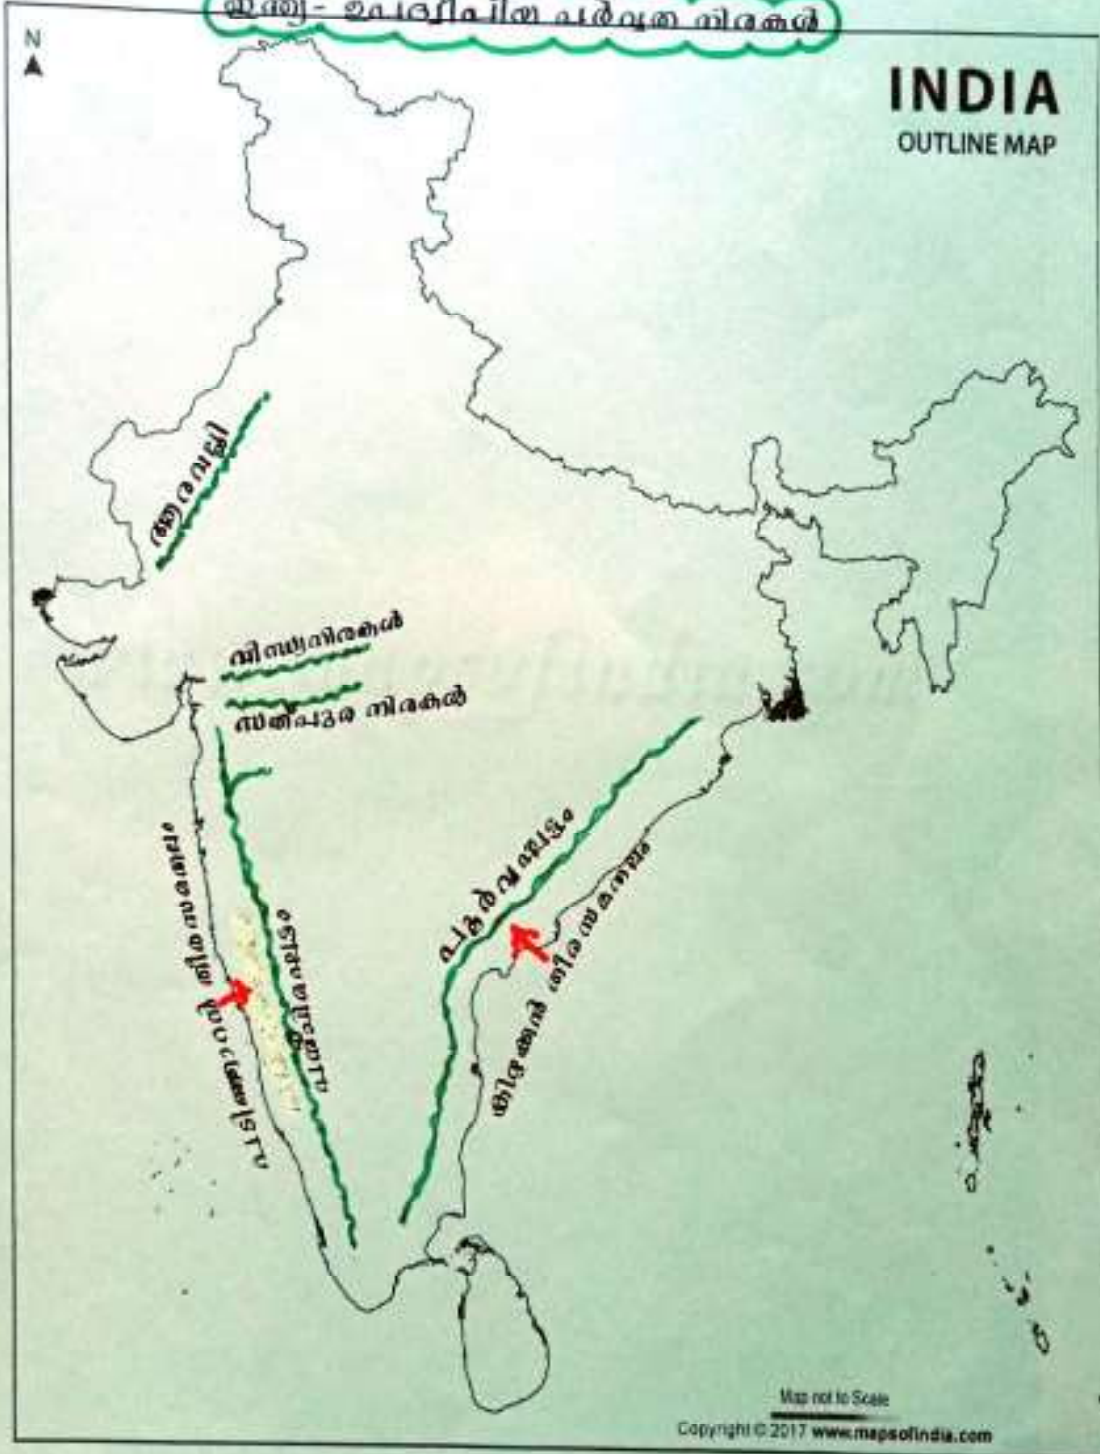 ഇന്ത്യ - ഉപദ്വീപിയ പർവ്വത നിരകൾ
N
INDIA
OUTLINE MAP
ആരവല്ലി
വിന്ധ്യനിരകൾ
സത്പുര നിരകൾ
പൂർവ്വഘട്ടം
പശ്ചിമഘട്ടം
കിഴക്കൻ തീരസമതലം
പടിഞ്ഞാറൻ തീരസമതലം
Map not to Scale
Copyright © 2017 www.mapsofindia.com